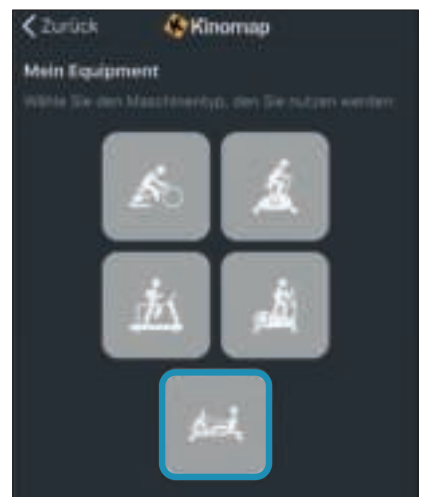 Zurück
Kinomap
Mein Equipment
Wähle Sie den Maschinentyp, den Sie nutzen werden.